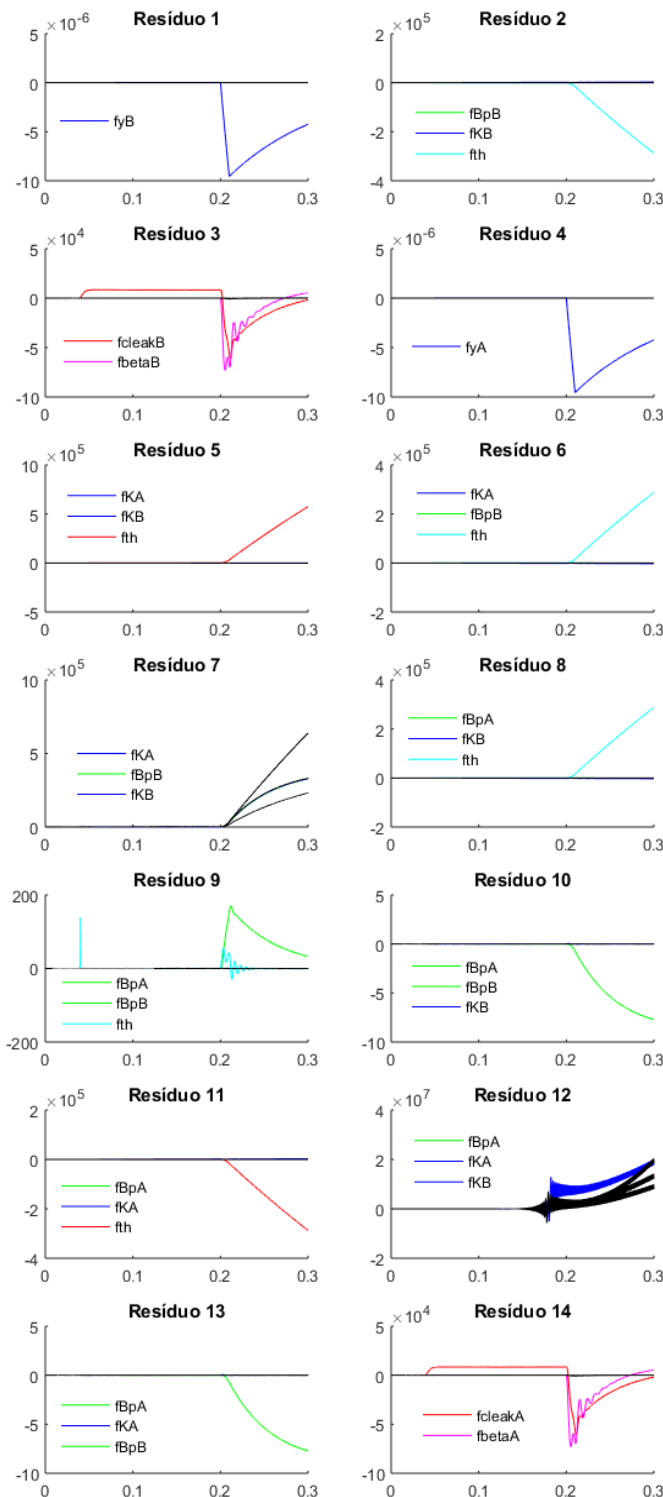 Resíduo 1
×10⁻⁶
5
0
-5
-10
fyB
0 0.1 0.2 0.3
Resíduo 2
×10⁵
2
0
-2
-4
fBpB
fKB
fth
0 0.1 0.2 0.3
Resíduo 3
×10⁴
5
0
-5
-10
fcleakB
fbetaB
0 0.1 0.2 0.3
Resíduo 4
×10⁻⁶
5
0
-5
-10
fyA
0 0.1 0.2 0.3
Resíduo 5
×10⁵
10
5
0
-5
fKA
fKB
fth
0 0.1 0.2 0.3
Resíduo 6
×10⁵
4
2
0
-2
fKA
fBpB
fth
0 0.1 0.2 0.3
Resíduo 7
×10⁵
10
5
0
fKA
fBpB
fKB
0 0.1 0.2 0.3
Resíduo 8
×10⁵
4
2
0
-2
fBpA
fKB
fth
0 0.1 0.2 0.3
Resíduo 9
200
0
-200
fBpA
fBpB
fth
0 0.1 0.2 0.3
Resíduo 10
5
0
-5
-10
fBpA
fBpB
fKB
0 0.1 0.2 0.3
Resíduo 11
×10⁵
2
0
-2
-4
fBpA
fKA
fth
0 0.1 0.2 0.3
Resíduo 12
×10⁷
4
2
0
-2
fBpA
fKA
fKB
0 0.1 0.2 0.3
Resíduo 13
5
0
-5
-10
fBpA
fKA
fBpB
0 0.1 0.2 0.3
Resíduo 14
×10⁴
5
0
-5
-10
fcleakA
fbetaA
0 0.1 0.2 0.3